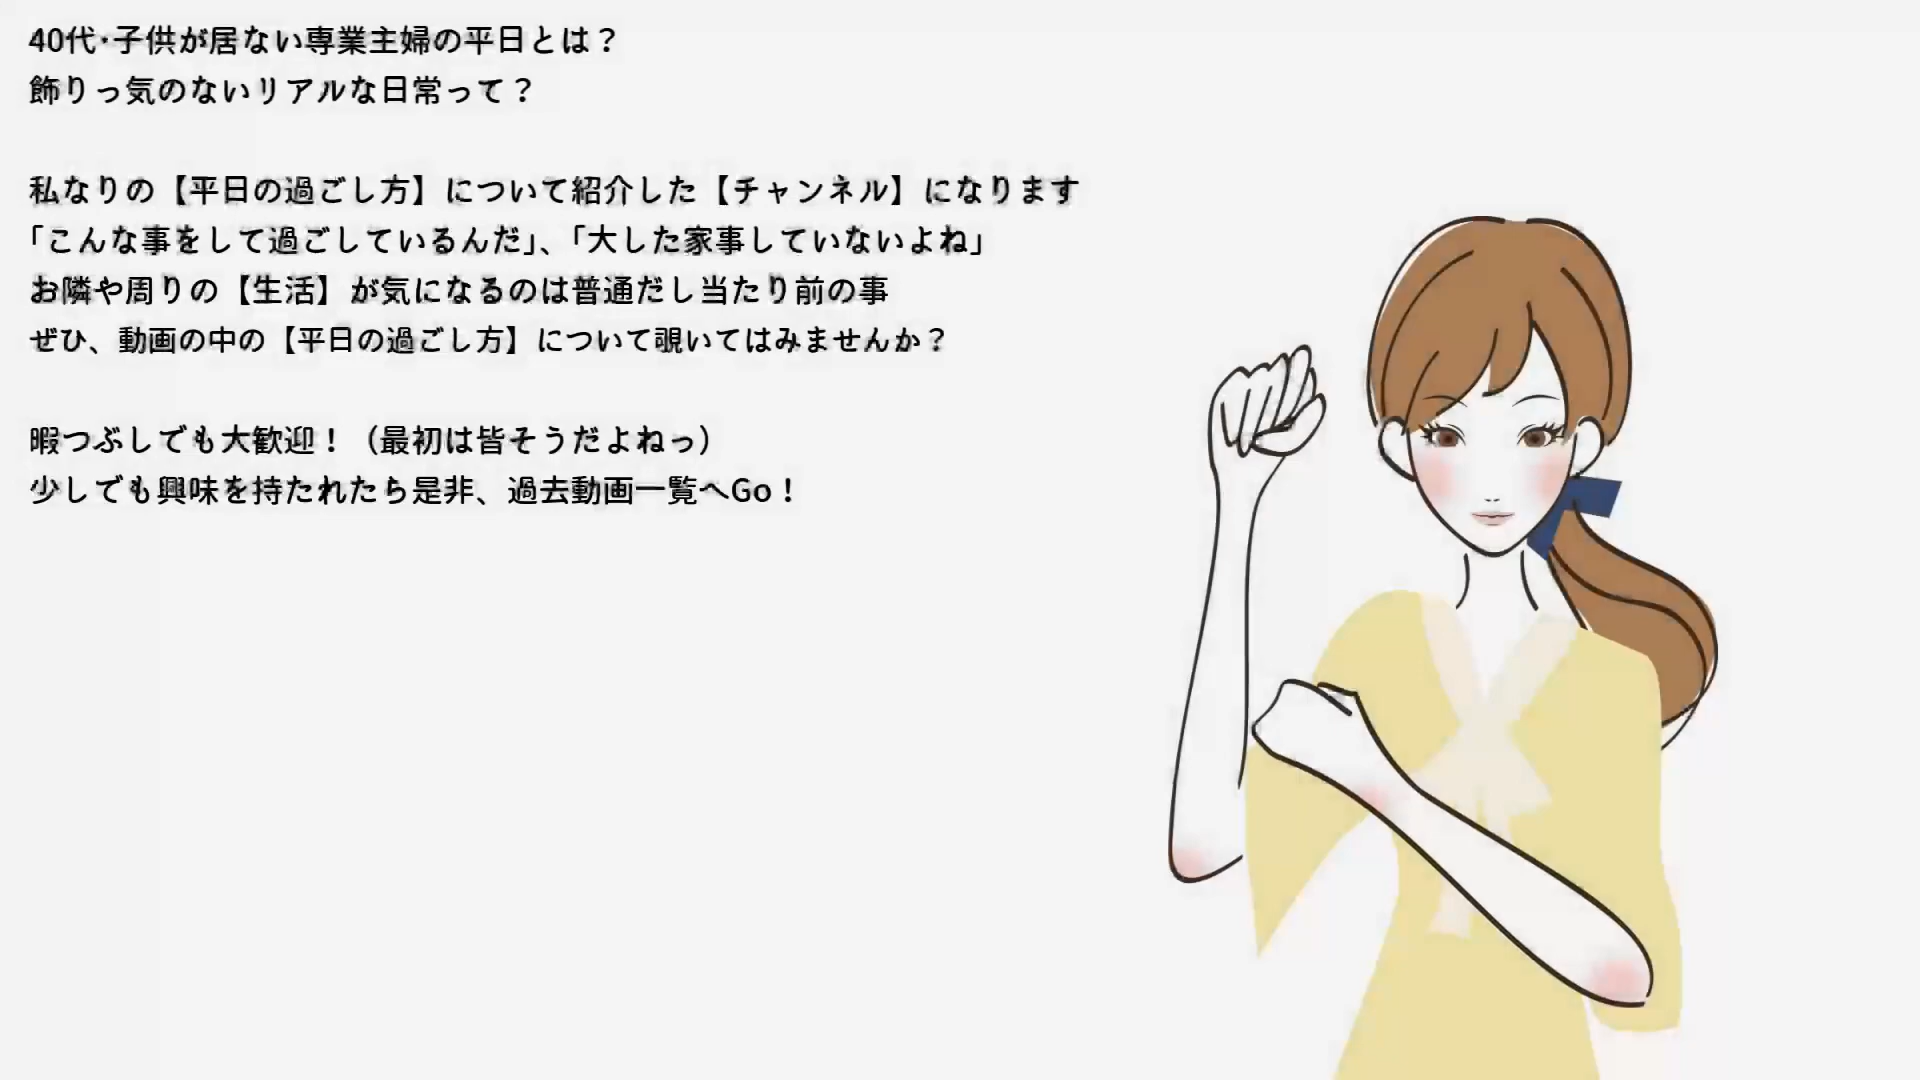 40代･子供が居ない専業主婦の平日とは？
飾りっ気のないリアルな日常って？
私なりの【平日の過ごし方】について紹介した【チャンネル】になります
｢こんな事をして過ごしているんだ｣、｢大した家事していないよね｣
お隣や周りの【生活】が気になるのは普通だし当たり前の事
ぜひ、動画の中の【平日の過ごし方】について覗いてはみませんか？
暇つぶしでも大歓迎！（最初は皆そうだよねっ）
少しでも興味を持たれたら是非、過去動画一覧へGo！